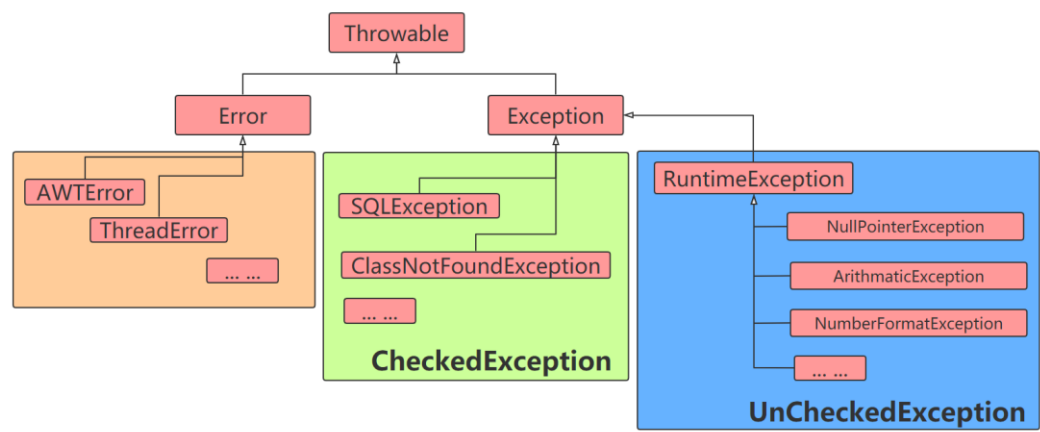 Throwable
Error
Exception
AWTError
ThreadError
... ...
SQLException
ClassNotFoundException
... ...
CheckedException
RuntimeException
NullPointerException
ArithmaticException
NumberFormatException
... ...
UnCheckedException